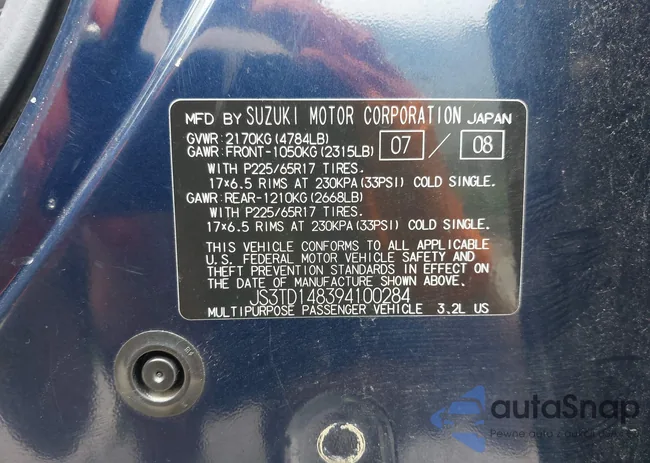 MFD BY SUZUKI MOTOR CORPORATION JAPAN
GVWR: 2170KG (4784LB)
GAWR: FRONT-1050KG (2315LB) 07 / 08
WITH P225/65R17 TIRES.
17×6.5 RIMS AT 230KPA (33PSI) COLD SINGLE.
GAWR: REAR-1210KG (2668LB)
WITH P225/65R17 TIRES.
17×6.5 RIMS AT 230KPA (33PSI) COLD SINGLE.
THIS VEHICLE CONFORMS TO ALL APPLICABLE
U.S. FEDERAL MOTOR VEHICLE SAFETY AND
THEFT PREVENTION STANDARDS IN EFFECT ON
THE DATE OF MANUFACTURE SHOWN ABOVE.
JS3TD148394100284
MULTIPURPOSE PASSENGER VEHICLE 3.2L US
autaSnap
Pewne auto z